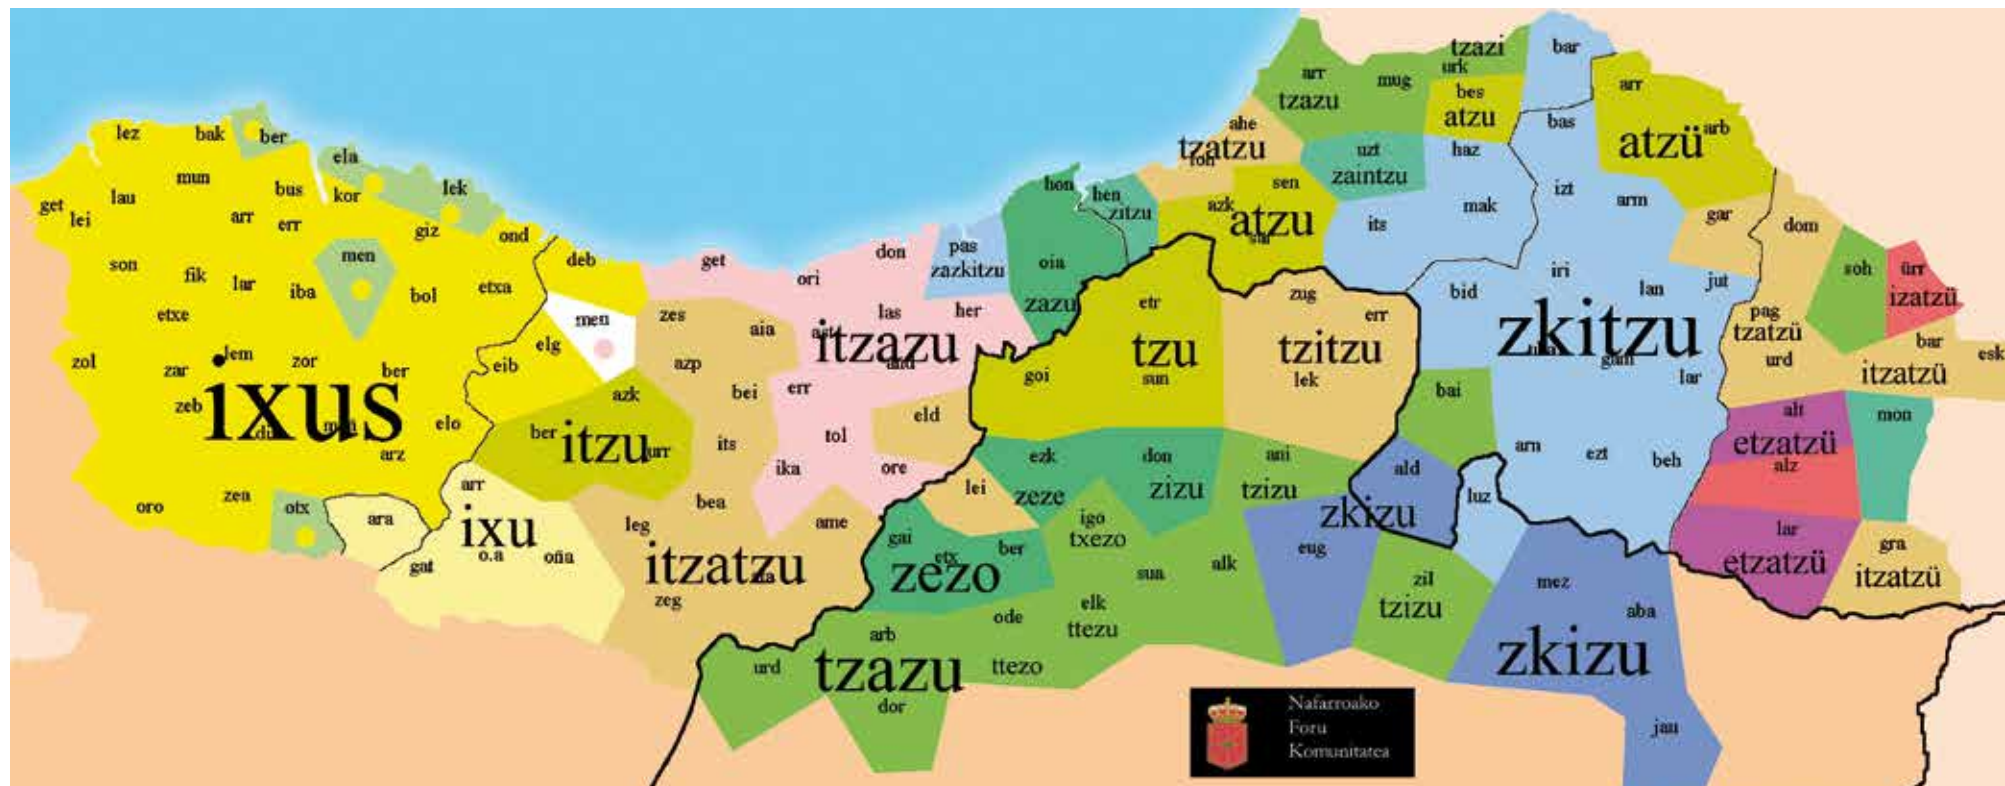 lez
bak
ber
ela
lek
mun
bus
kor
get
lei
lau
arr
err
giz
ond
son
fik
lar
iba
men
bol
etxa
etxe
zol
zar
lem
zor
ber
zeb
ixus
elo
arz
oro
zea
otx
ara
deb
men
elg
eib
azk
ber
itzu
urr
arr
ixu
gat
o.a
oña
get
ori
don
zes
aia
las
her
itzazu
azp
bei
err
eld
its
tol
ika
ore
bea
ame
leg
itzatzu
zeg
pas
zazkitzu
hon
oia
zazu
hen
zitzu
ahe
tzatzu
arr
tzazu
mug
tzazi
urk
bes
atzu
bar
uzt
zaintzu
haz
sen
azk
atzu
its
mak
bas
izt
arm
arr
atzü
arb
gar
dom
bid
iri
lan
jut
zkitzu
lar
arn
ezt
beh
bai
ald
zkizu
luz
etr
tzu
sun
goi
zug
err
tzitzu
lek
ezk
zeze
don
zizu
ani
tzizu
lei
gai
etx
ber
zezo
igo
txezo
sua
alk
eug
zil
tzizu
ode
elk
ttezu
ttezo
arb
tzazu
urd
dor
mez
aba
zkizu
jau
soh
ürr
izatzü
pag
tzatzü
urd
bar
itzatzü
esk
alt
etzatzü
alz
mon
lar
etzatzü
gra
itzatzü
Nafarroako
Foru
Komunitatea